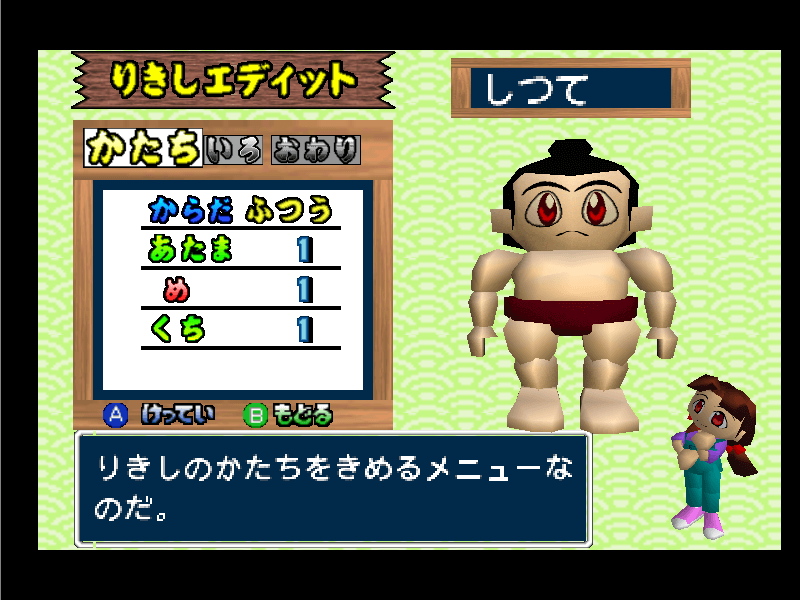 りきしエディット
しつて
かたち いろ おわり
からだ ふつう
あたま 1
め 1
くち 1
A けってい B もどる
りきしのかたちをきめるメニューな
のだ。